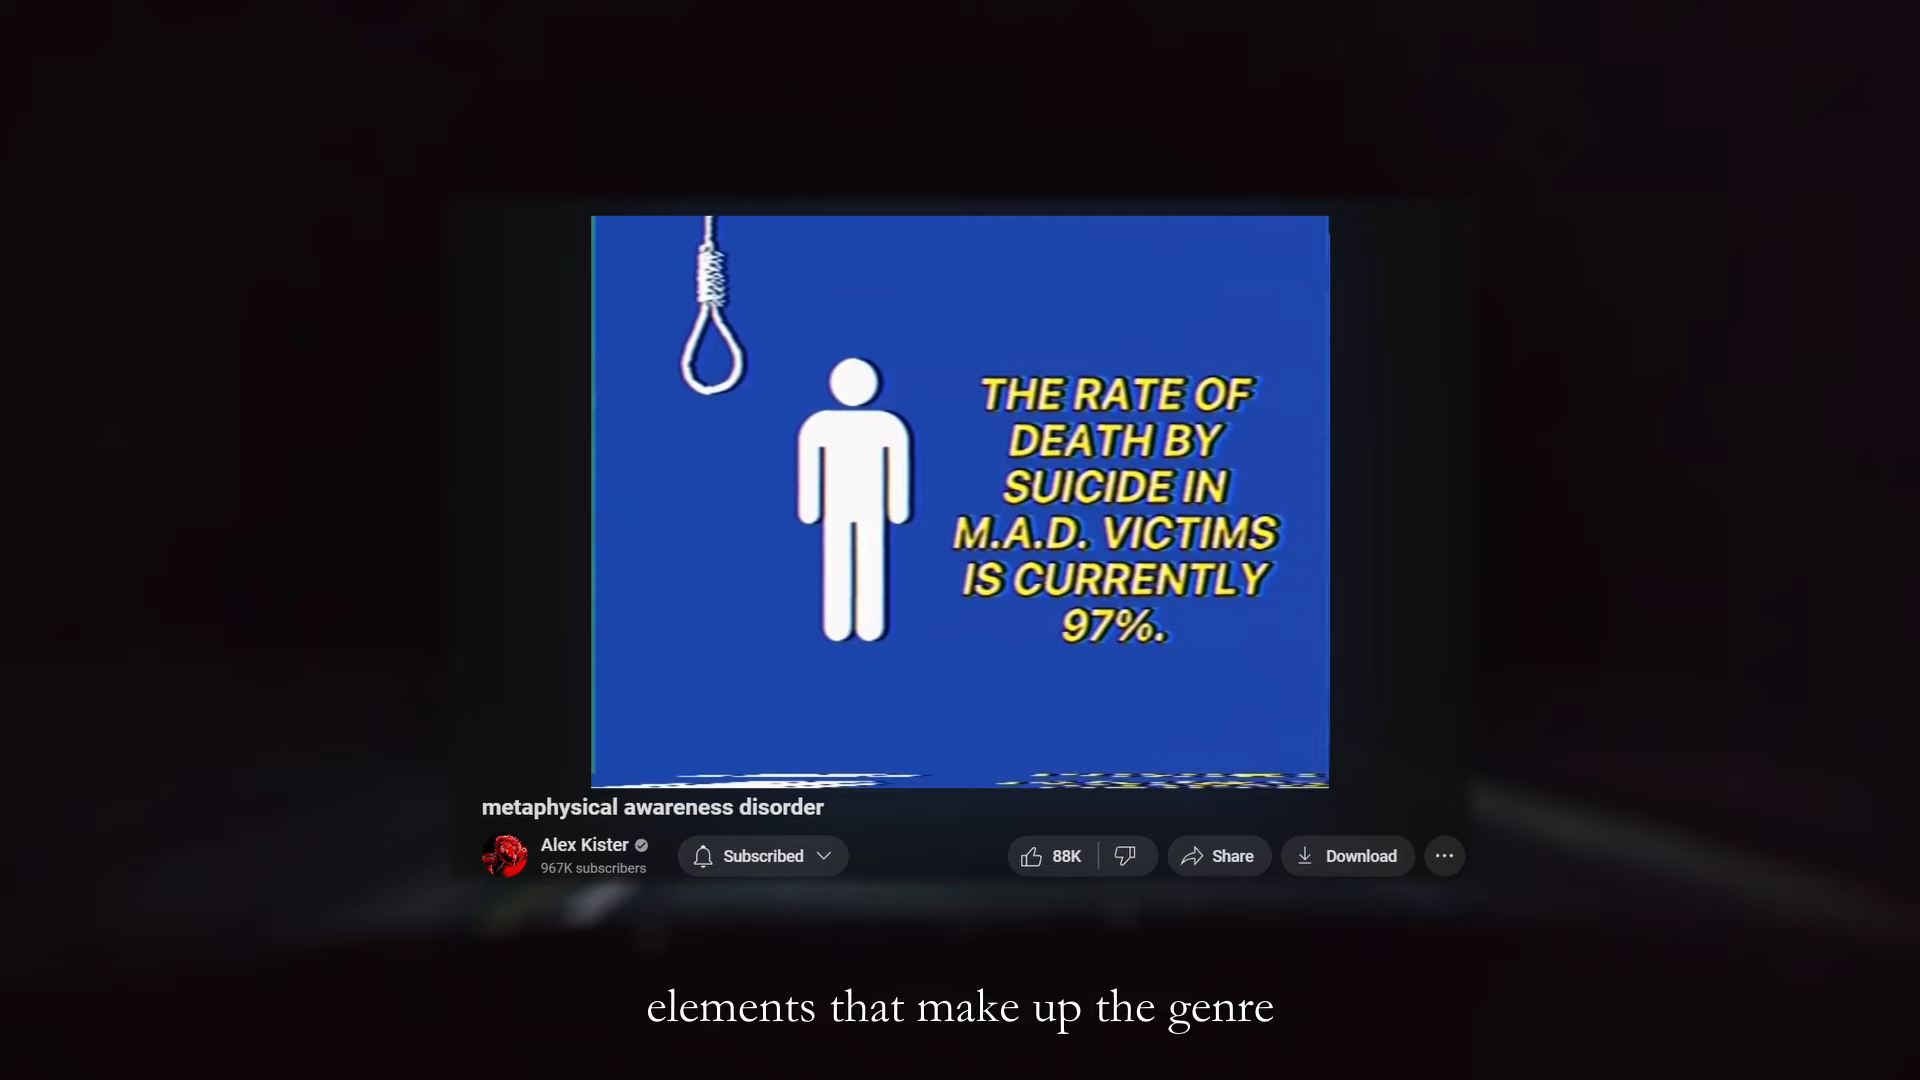 THE RATE OF
DEATH BY
SUICIDE IN
M.A.D. VICTIMS
IS CURRENTLY
97%.
metaphysical awareness disorder
Alex Kister
967K subscribers
Subscribed
88K
Share
Download
elements that make up the genre